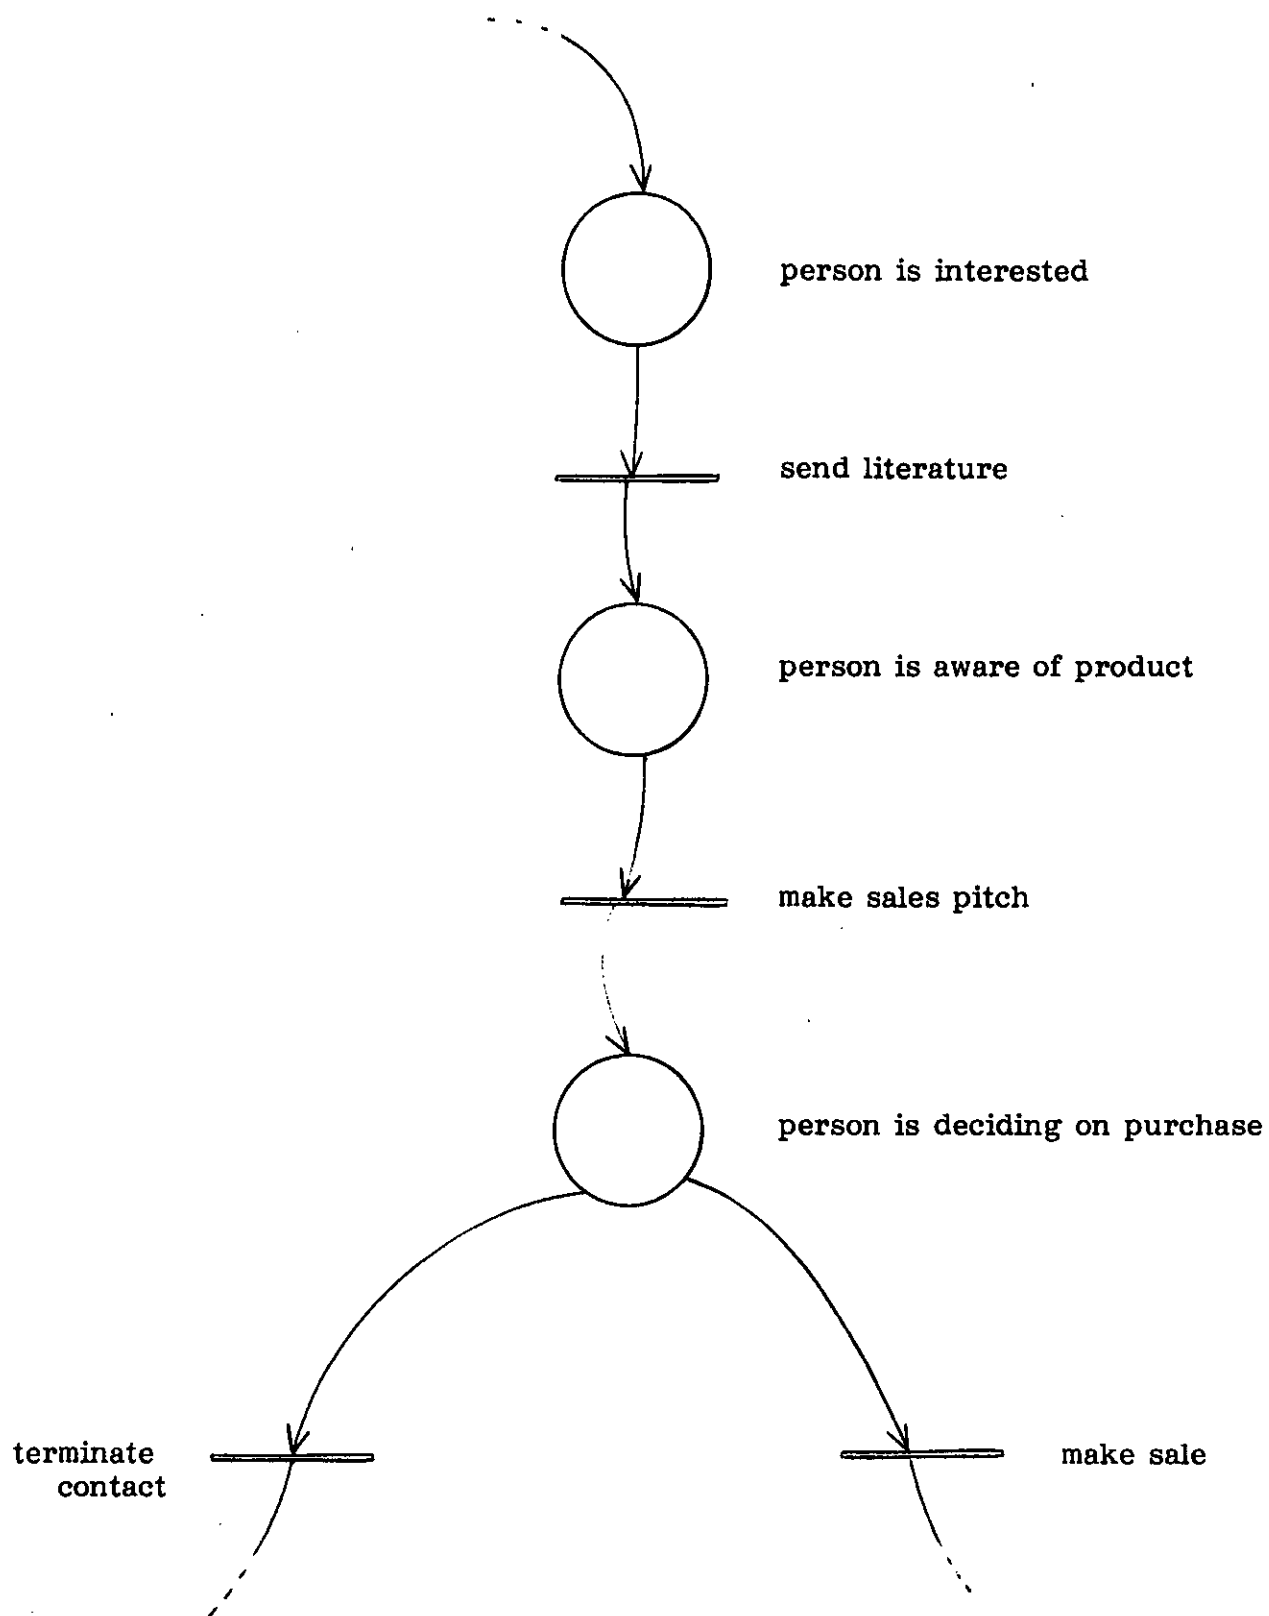 person is interested
send literature
person is aware of product
make sales pitch
person is deciding on purchase
terminate
contact
make sale